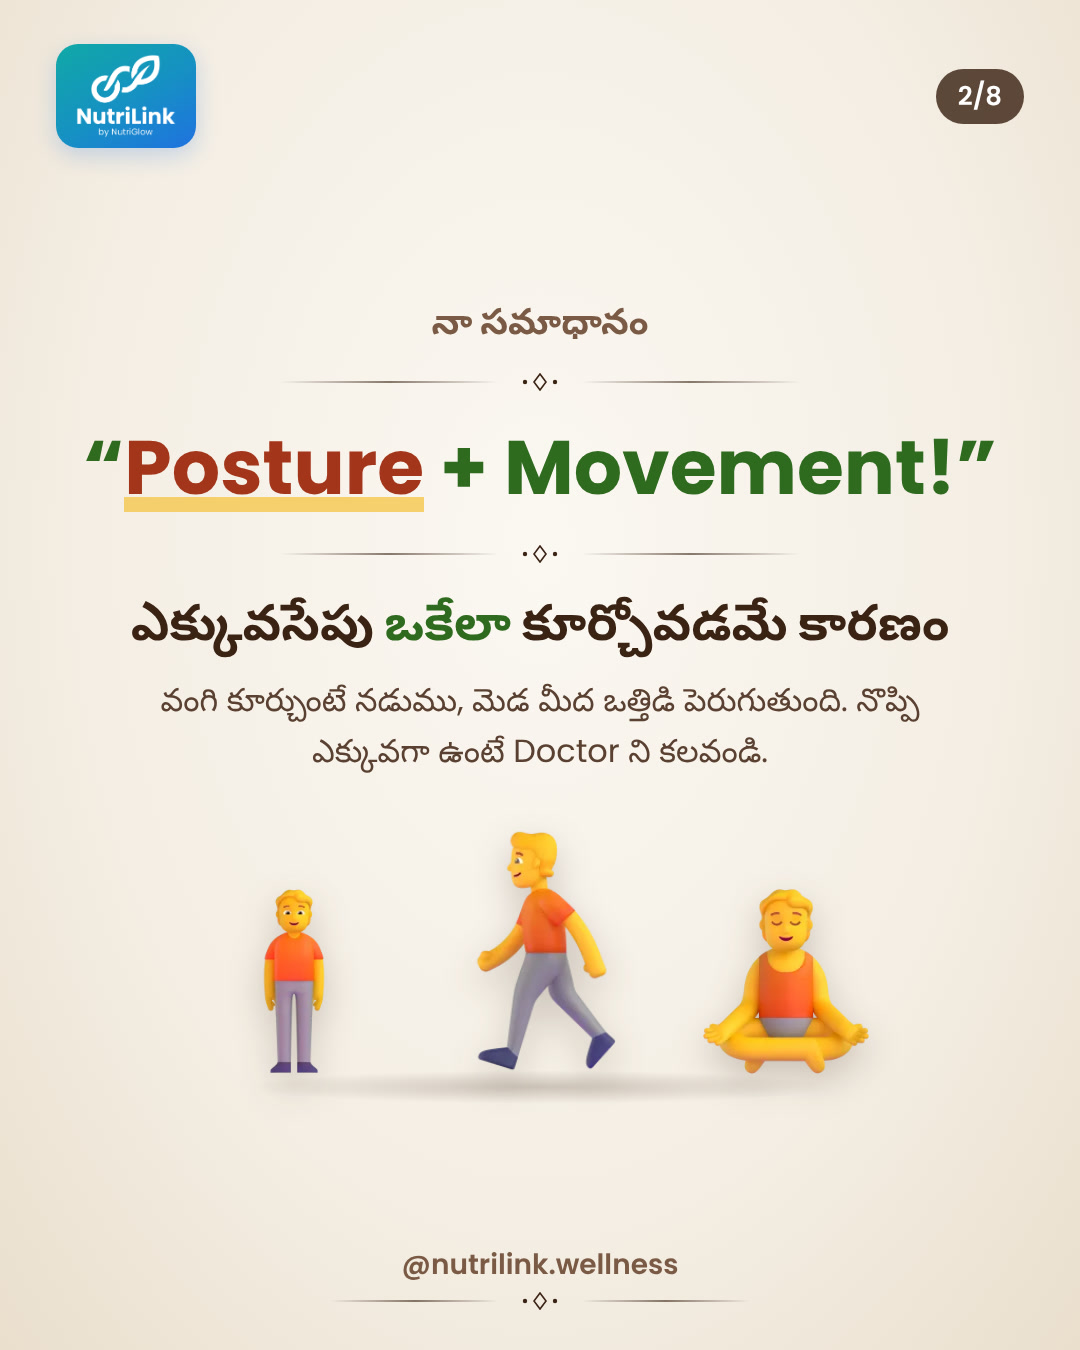 NutriLink
by NutriGlow
2/8
నా సమాధానం
“Posture + Movement!”
ఎక్కువసేపు ఒకేలా కూర్చోవడమే కారణం
వంగి కూర్చుంటే నడుము, మెడ మీద ఒత్తిడి పెరుగుతుంది. నొప్పి
ఎక్కువగా ఉంటే Doctor ని కలవండి.
@nutrilink.wellness